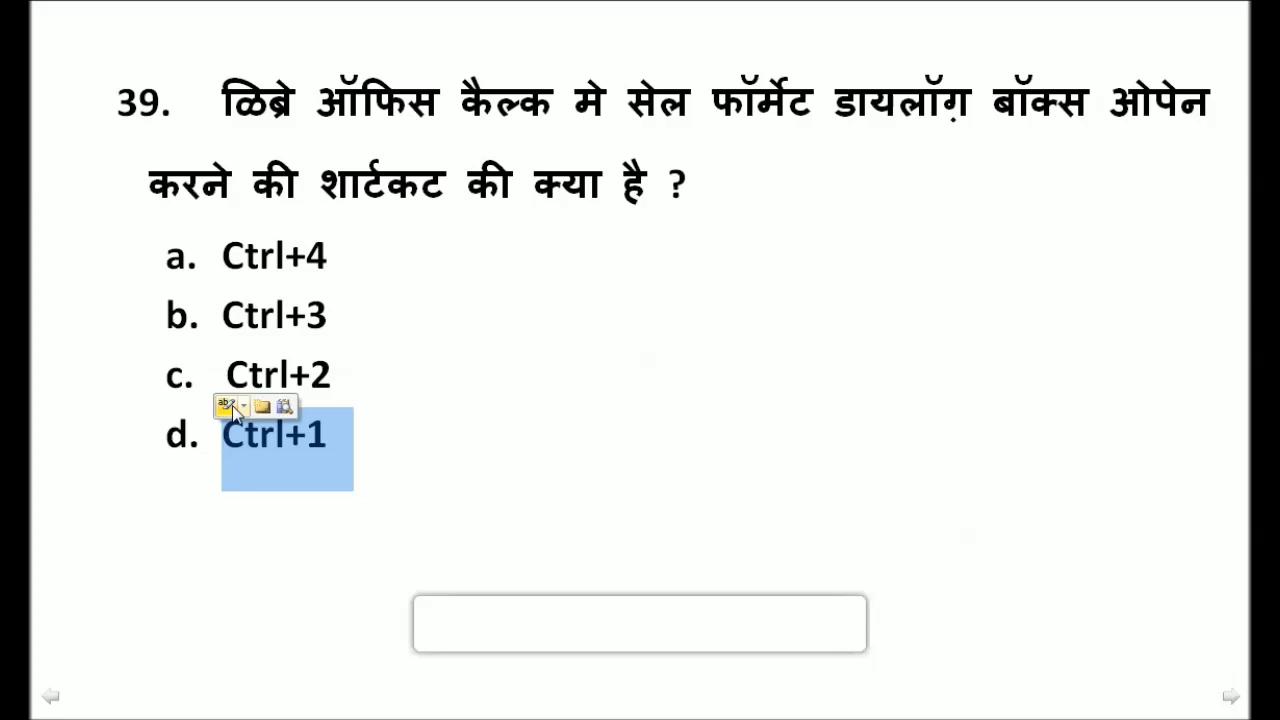 39. ळिब्रे ऑफिस कैल्क मे सेल फॉर्मेट डायलॉग़ बॉक्स ओपेन
करने की शार्टकट की क्या है ?
a. Ctrl+4
b. Ctrl+3
c. Ctrl+2
d. Ctrl+1